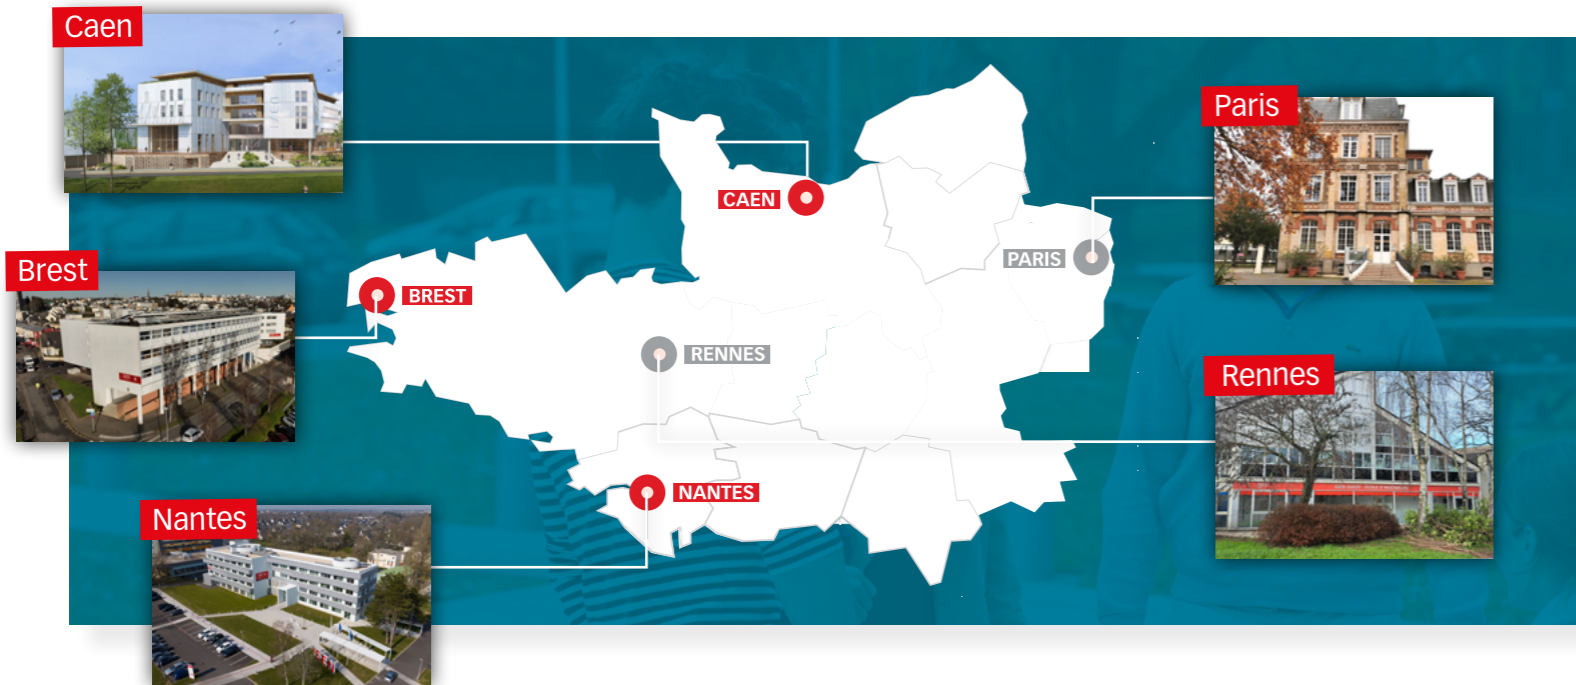 Caen
Paris
CAEN
PARIS
Brest
BREST
RENNES
Rennes
NANTES
Nantes